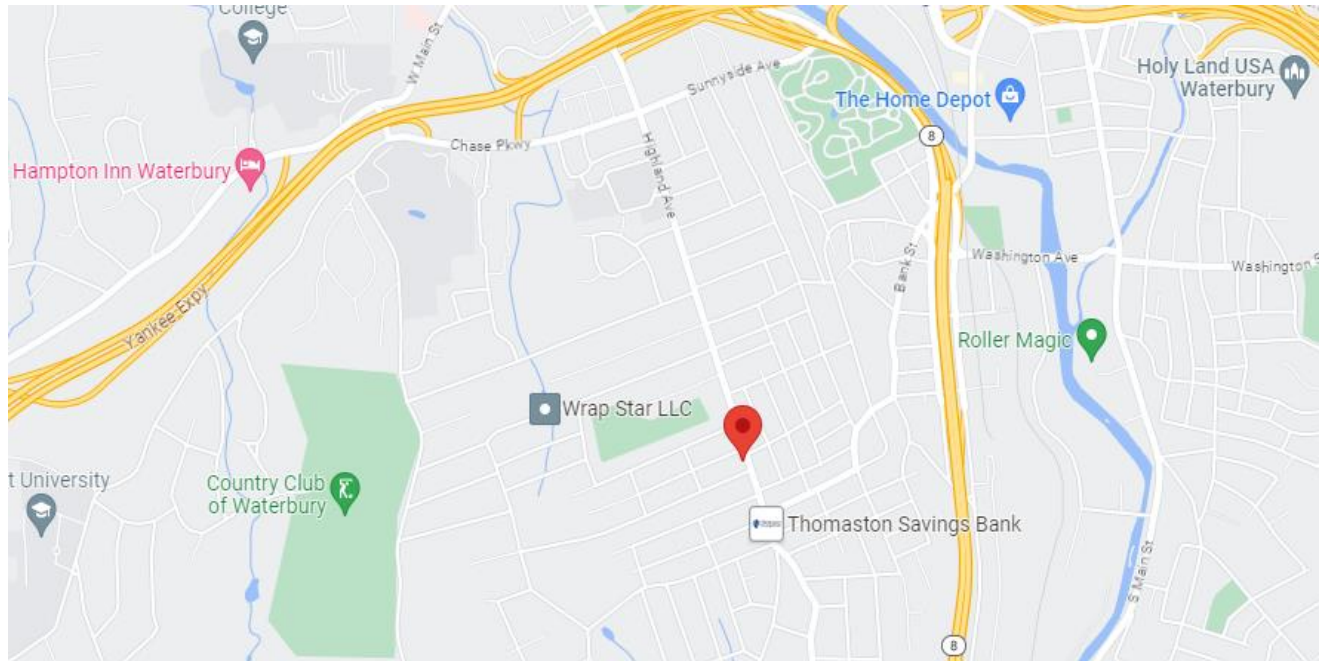 College
W Main St
Sunnyside Ave
Holy Land USA
Waterbury
The Home Depot
8
Chase Pkwy
Highland Ave
Hampton Inn Waterbury
Bank St
Washington Ave
Washington S
Yankee Expy
Roller Magic
Wrap Star LLC
t University
Country Club
of Waterbury
Thomaston Savings Bank
S Main St
8